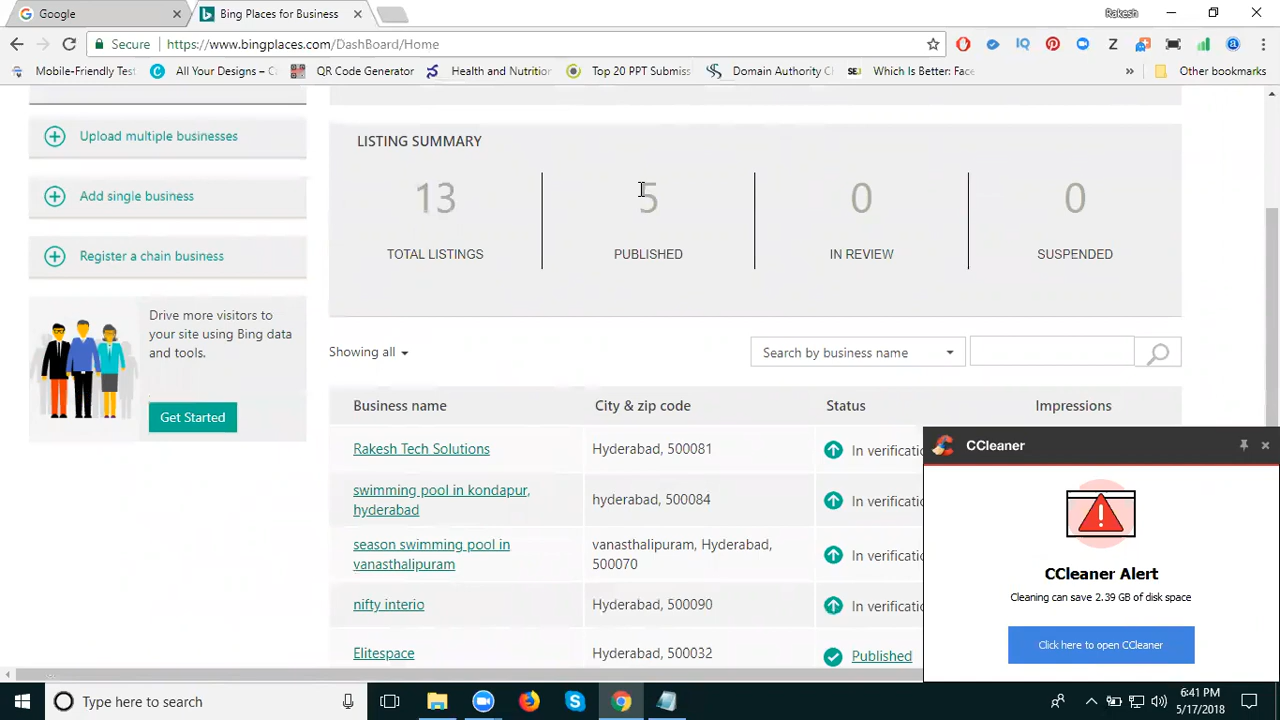 Google
Bing Places for Business
Rakesh
Secure
https://www.bingplaces.com/DashBoard/Home
Mobile-Friendly Test
All Your Designs – C
QR Code Generator
Health and Nutrition
Top 20 PPT Submiss
Domain Authority Cl
Which Is Better: Face
Other bookmarks
Upload multiple businesses
Add single business
Register a chain business
Drive more visitors to
your site using Bing data
and tools.
Get Started
LISTING SUMMARY
13 5 0 0
TOTAL LISTINGS PUBLISHED IN REVIEW SUSPENDED
Showing all
Search by business name
Business name City & zip code Status Impressions
Rakesh Tech Solutions Hyderabad, 500081 In verificatio
swimming pool in kondapur,
hyderabad
hyderabad, 500084 In verificatio
season swimming pool in
vanasthalipuram
vanasthalipuram, Hyderabad,
500070
In verificatio
nifty interio Hyderabad, 500090 In verificatio
Elitespace Hyderabad, 500032 Published
CCleaner
CCleaner Alert
Cleaning can save 2.39 GB of disk space
Click here to open CCleaner
Type here to search
6:41 PM
5/17/2018